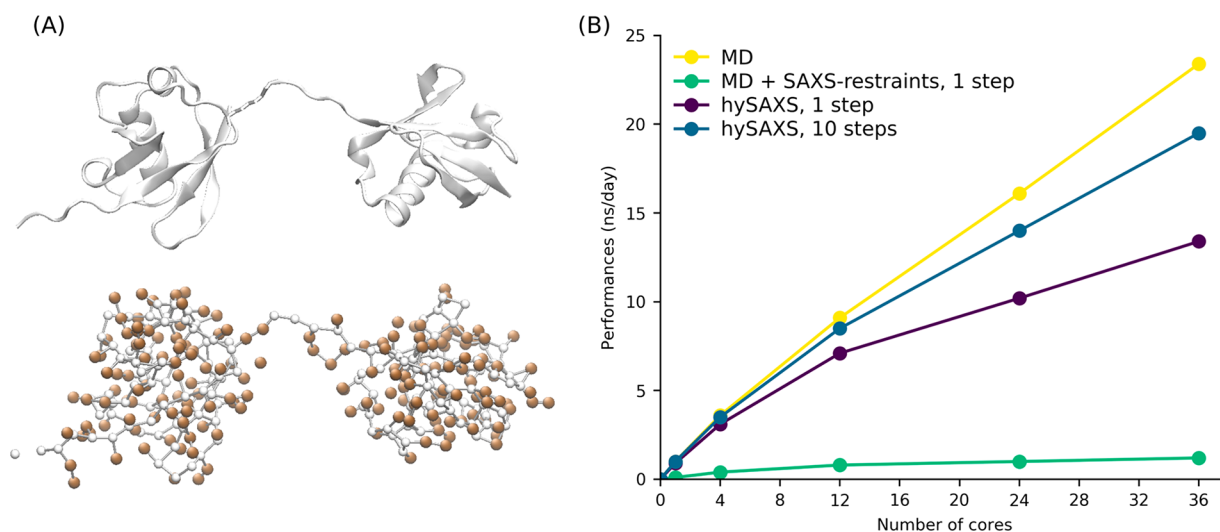 (A)
(B)
25
20
15
10
5
0
Performances (ns/day)
MD
MD + SAXS-restraints, 1 step
hySAXS, 1 step
hySAXS, 10 steps
0 4 8 12 16 20 24 28 32 36
Number of cores